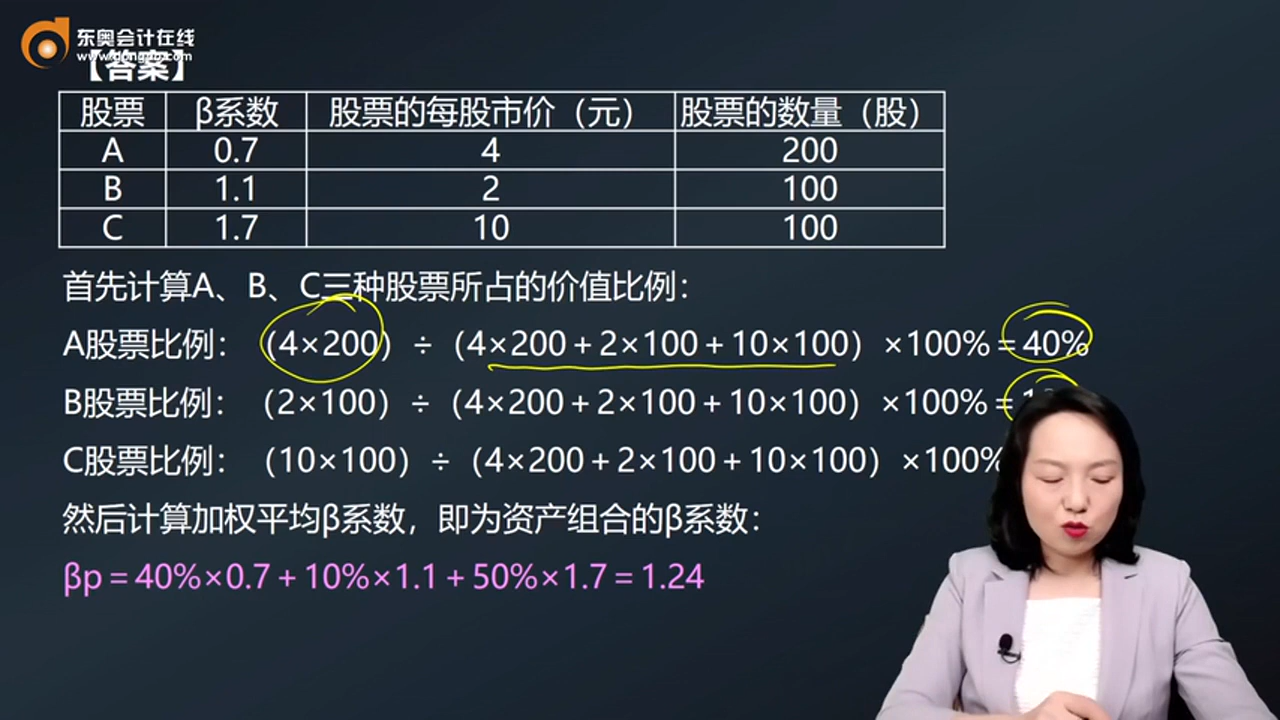 东奥会计在线
www.dongao.com
【答案】
股票 β系数 股票的每股市价（元） 股票的数量（股）
A 0.7 4 200
B 1.1 2 100
C 1.7 10 100
首先计算A、B、C三种股票所占的价值比例：
A股票比例：（4×200）÷（4×200＋2×100＋10×100）×100%＝40%
B股票比例：（2×100）÷（4×200＋2×100＋10×100）×100%＝
C股票比例：（10×100）÷（4×200＋2×100＋10×100）×100%
然后计算加权平均β系数，即为资产组合的β系数：
βp＝40%×0.7＋10%×1.1＋50%×1.7＝1.24